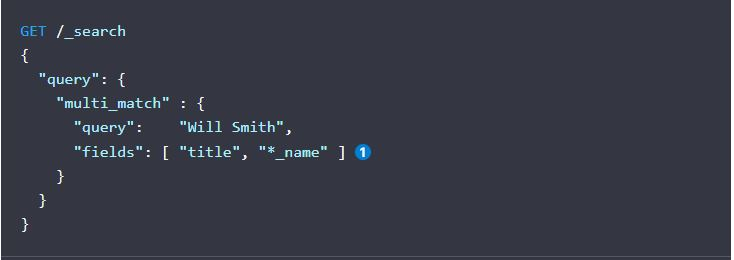 GET /_search
{
  "query": {
    "multi_match" : {
      "query":    "Will Smith",
      "fields": [ "title", "*_name" ] 1
    }
  }
}